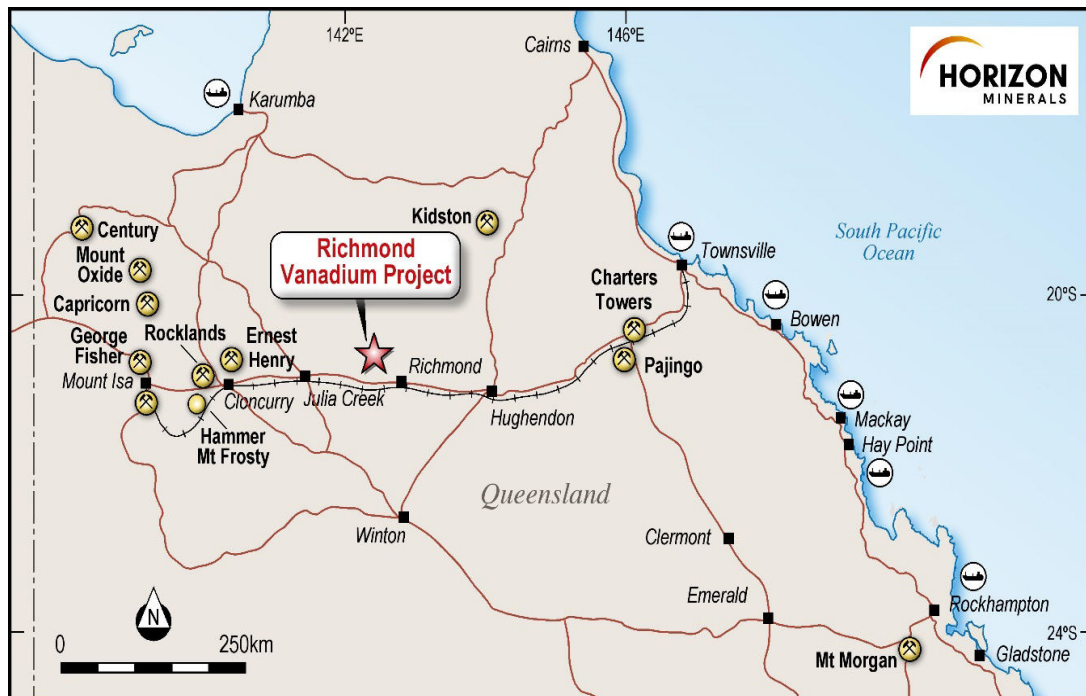 142ºE
146ºE
Cairns
HORIZON
MINERALS
Karumba
Kidston
Century
Mount
Oxide
Richmond
Vanadium Project
South Pacific
Ocean
Townsville
Charters
Towers
20ºS
Capricorn
Bowen
Rocklands
George
Fisher
Ernest
Henry
Pajingo
Richmond
Mount Isa
Cloncurry
Julia Creek
Hughendon
Mackay
Hammer
Mt Frosty
Hay Point
Queensland
Winton
Clermont
Emerald
Rockhampton
N
0
250km
24ºS
Mt Morgan
Gladstone